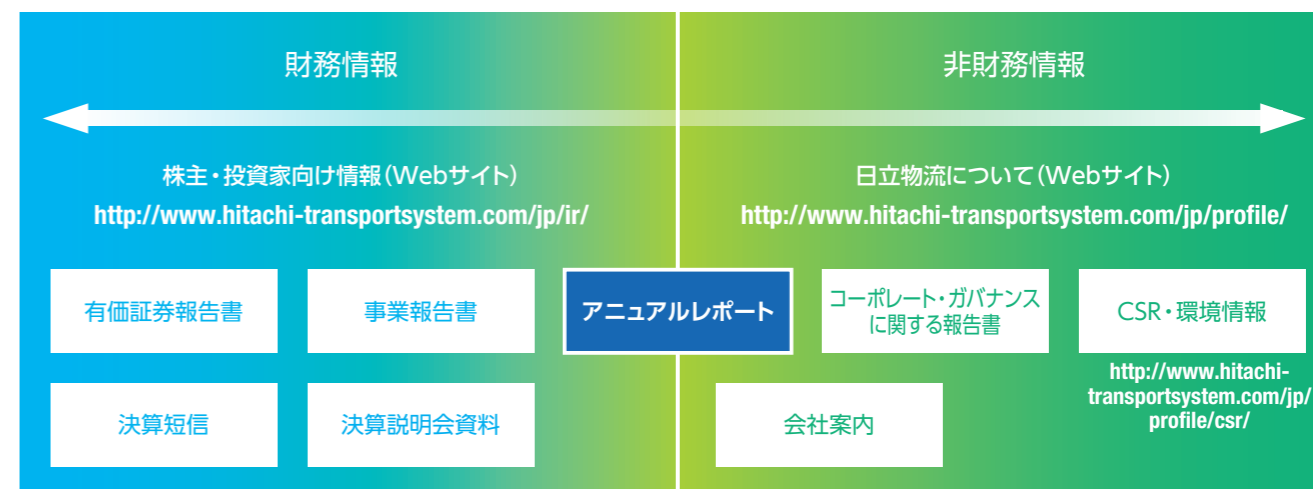 財務情報
非財務情報
株主・投資家向け情報（Webサイト）
http://www.hitachi-transportsystem.com/jp/ir/
日立物流について（Webサイト）
http://www.hitachi-transportsystem.com/jp/profile/
有価証券報告書
事業報告書
アニュアルレポート
コーポレート・ガバナンス
に関する報告書
CSR・環境情報
http://www.hitachi-
transportsystem.com/jp/
profile/csr/
決算短信
決算説明会資料
会社案内